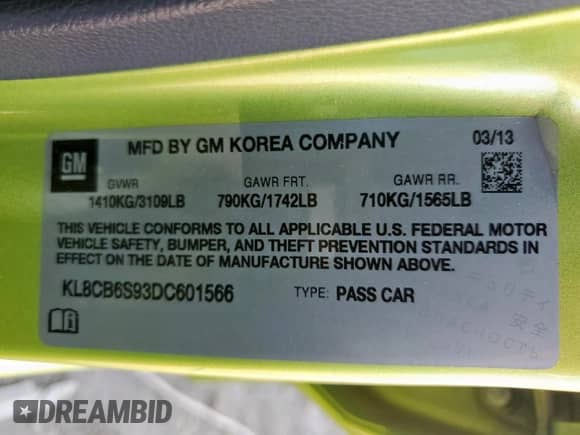 GM
MFD BY GM KOREA COMPANY 03/13
GVWR GAWR FRT. GAWR RR.
1410KG/3109LB 790KG/1742LB 710KG/1565LB
THIS VEHICLE CONFORMS TO ALL APPLICABLE U.S. FEDERAL MOTOR
VEHICLE SAFETY, BUMPER, AND THEFT PREVENTION STANDARDS IN
EFFECT ON THE DATE OF MANUFACTURE SHOWN ABOVE.
KL8CB6S93DC601566 TYPE: PASS CAR
DREAMBID